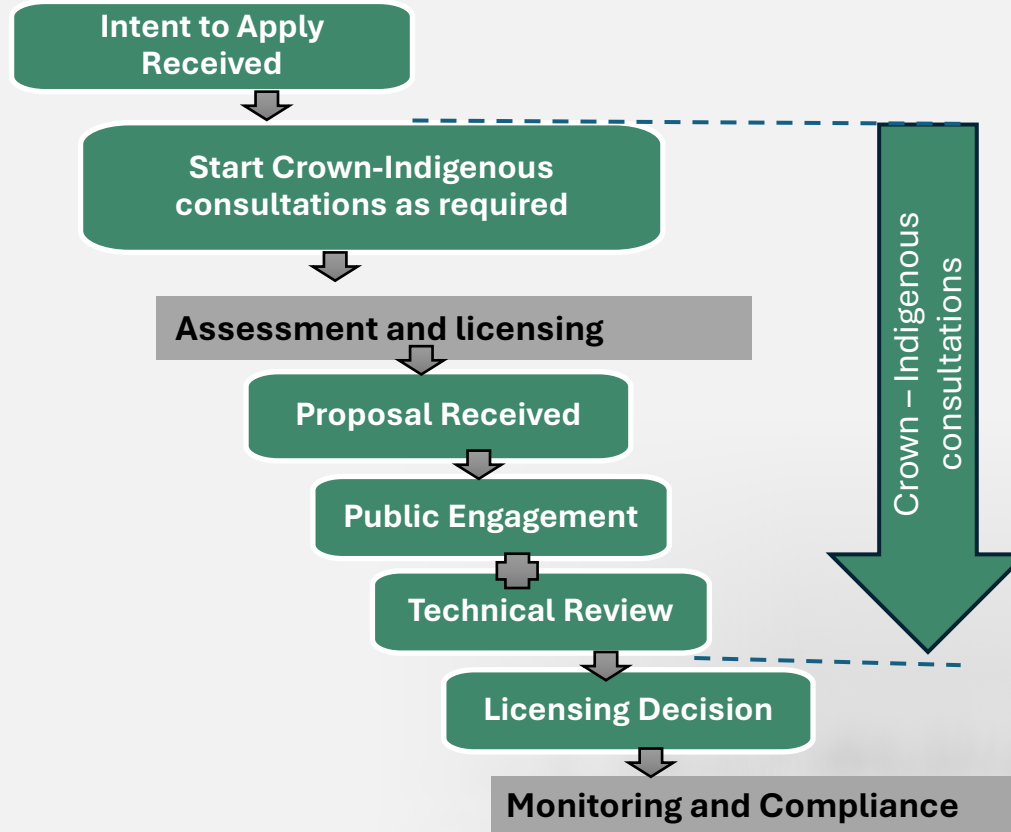 Intent to Apply
Received
Start Crown-Indigenous
consultations as required
Assessment and licensing
Proposal Received
Public Engagement
Technical Review
Licensing Decision
Monitoring and Compliance
Crown – Indigenous
consultations